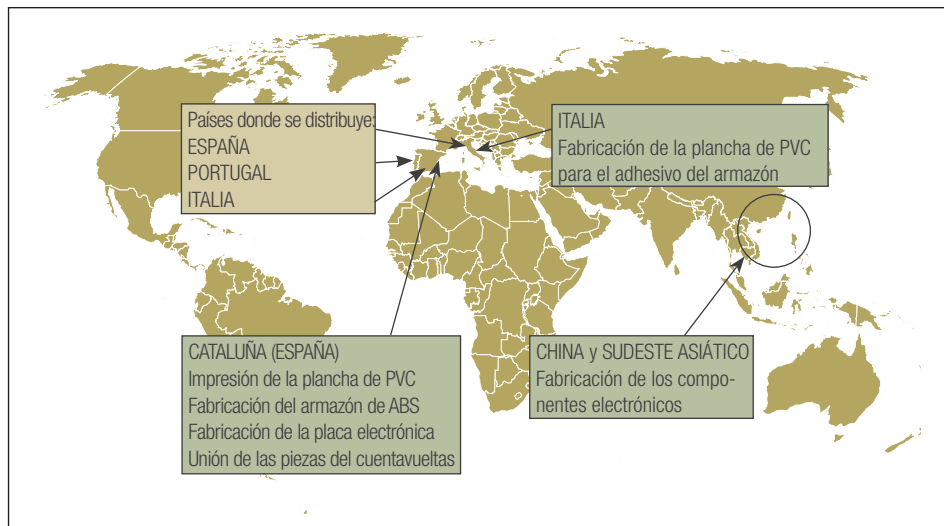 Países donde se distribuye:
ESPAÑA
PORTUGAL
ITALIA
ITALIA
Fabricación de la plancha de PVC
para el adhesivo del armazón
CATALUÑA (ESPAÑA)
Impresión de la plancha de PVC
Fabricación del armazón de ABS
Fabricación de la placa electrónica
Unión de las piezas del cuentavueltas
CHINA y SUDESTE ASIÁTICO
Fabricación de los compo-
nentes electrónicos